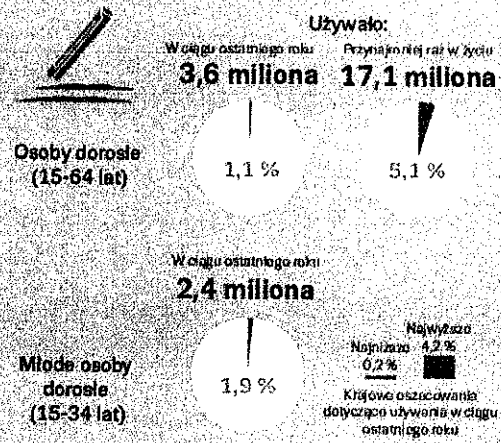 Używało:
W ciągu ostatniego roku
3,6 miliona
Przynajmniej raz w życiu
17,1 miliona
Osoby dorosłe
(15-64 lat)
1,1 %
5,1 %
W ciągu ostatniego roku
2,4 miliona
Młode osoby
dorosłe
(15-34 lat)
1,9 %
Najniższe
0,2 %
Najwyższe
4,2 %
Krajowe oszacowania
dotyczące używania w ciągu
ostatniego roku